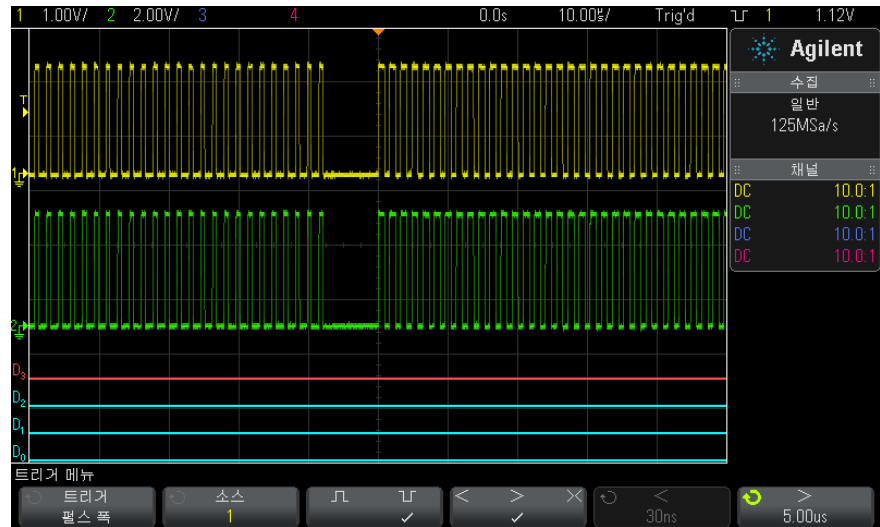 1 1.00V/ 2 2.00V/ 3 4 0.0s 10.00us/ Trig'd 1 1.12V
Agilent
수집
일반
125MSa/s
채널
DC 10.0:1
DC 10.0:1
DC 10.0:1
DC 10.0:1
T
1
2
D3
D2
D1
D0
트리거 메뉴
트리거 소스 < > >< <  >
펄스 폭 1 30ns 5.00us